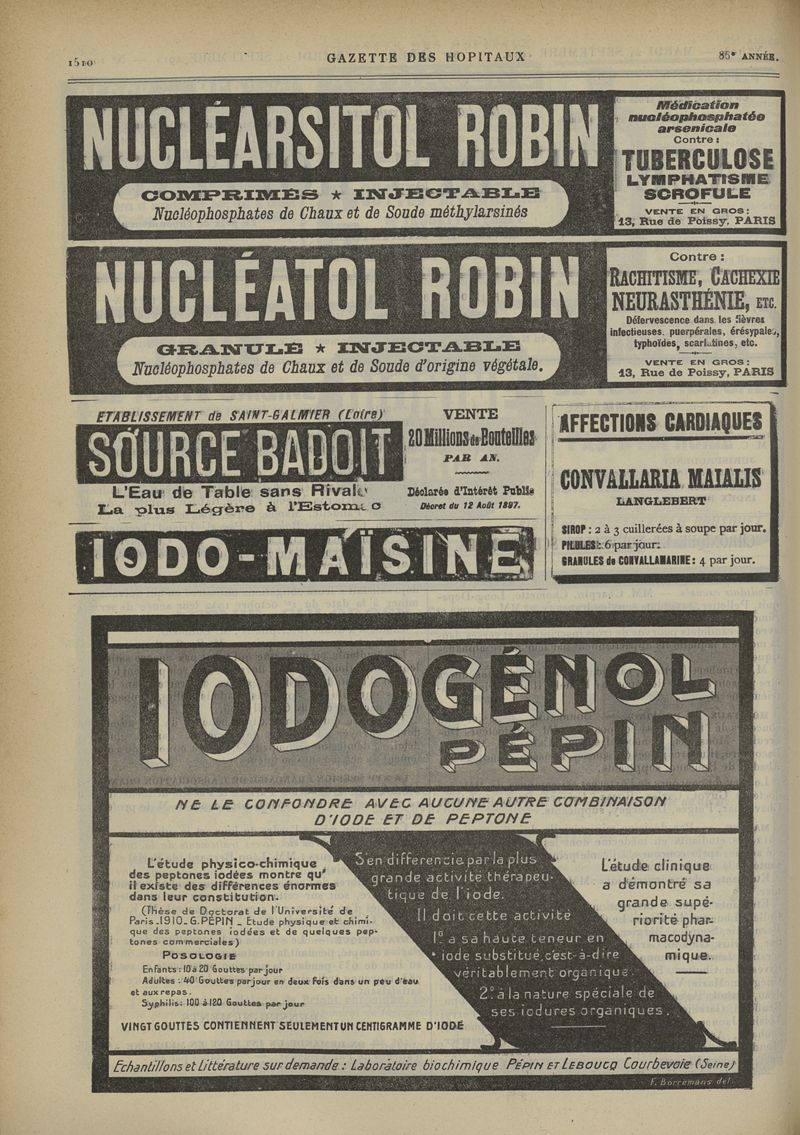 GAZETTE DES HOPITAUX
86e ANNÉE.
NUCLÉARSITOL ROBIN
COMPRIMÉS ★ INJECTABLE
Nucléophosphates de Chaux et de Soude méthylarsinés
Médication
nucléophosphatée
arsenicale
Contre :
TUBERCULOSE
LYMPHATISME
SCROFULE
VENTE EN GROS :
13, Rue de Poissy, PARIS
NUCLÉATOL ROBIN
GRANULÉ ★ INJECTABLE
Nucléophosphates de Chaux et de Soude d'origine végétale.
Contre :
RACHITISME, CACHEXIE
NEURASTHÉNIE, ETC.
Défervescence dans les fièvres
infectieuses, puerpérales, érésypales,
typhoïdes, scarlatines, etc.
VENTE EN GROS :
13, Rue de Poissy, PARIS
ETABLISSEMENT de SAINT-GALMIER (Loire)
SOURCE BADOIT
L'Eau de Table sans Rivale
La plus Légère à l'Estomac
VENTE
20 Millions de Bouteilles
PAR AN.
Déclarée d'Intérêt Public
Décret du 12 Août 1897.
IODO-MAÏSINE
AFFECTIONS CARDIAQUES
CONVALLARIA MAIALIS
LANGLEBERT
SIROP : 2 à 3 cuillerées à soupe par jour.
PILULES : 6 par jour.
GRANULES de CONVALLAMARINE : 4 par jour.
IODOGÉNOL
PÉPIN
NE LE CONFONDRE AVEC AUCUNE AUTRE COMBINAISON
D'IODE ET DE PEPTONE
L'étude physico-chimique
des peptones iodées montre qu'
il existe des différences énormes
dans leur constitution.
(Thèse de Doctorat de l'Université de
Paris.1910. G. PÉPIN _ Etude physique et chimi-
que des peptones iodées et de quelques pep-
tones commerciales)
POSOLOGIE
Enfants : 10 à 20 Gouttes par jour
Adultes : 40 Gouttes par jour en deux fois dans un peu d'eau
et aux repas.
Syphilis : 100 à 120 Gouttes par jour
VINGT GOUTTES CONTIENNENT SEULEMENT UN CENTIGRAMME D'IODE
S'en différencie par la plus
grande activité thérapeu-
tique de l'iode.
Il doit cette activité
1º à sa haute teneur en
iode substitué, c'est-à-dire
véritablement organique.
2º à la nature spéciale de
ses iodures organiques.
L'étude clinique
a démontré sa
grande supé-
riorité phar-
macodyna-
mique.
Echantillons et Littérature sur demande : Laboratoire biochimique PÉPIN ET LEBOUCQ Courbevoie (Seine)
F. Borremans del.